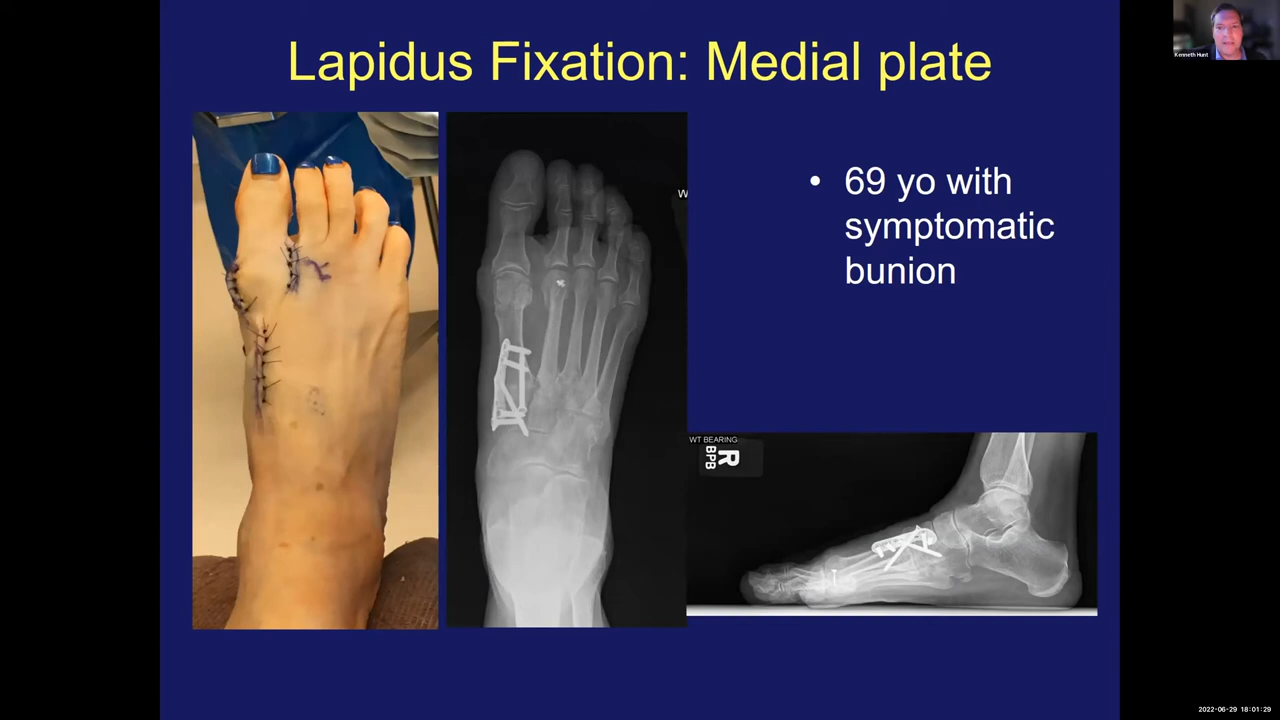 Lapidus Fixation: Medial plate
Kenneth Hunt
W
• 69 yo with
symptomatic
bunion
WT BEARING
BPB
R
2022-06-29 18:01:29